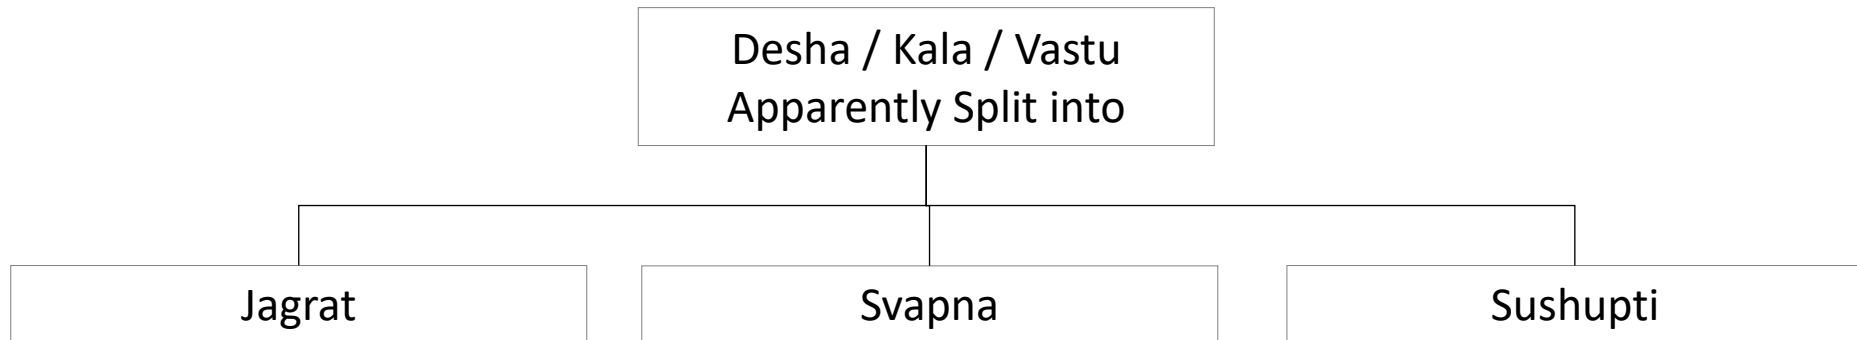 Desha / Kala / Vastu
Apparently Split into
Jagrat
Svapna
Sushupti